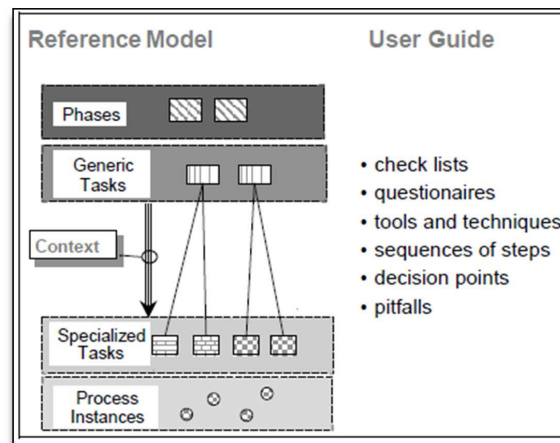 Reference Model
User Guide
Phases
Generic
Tasks
Context
Specialized
Tasks
Process
Instances
• check lists
• questionaires
• tools and techniques
• sequences of steps
• decision points
• pitfalls